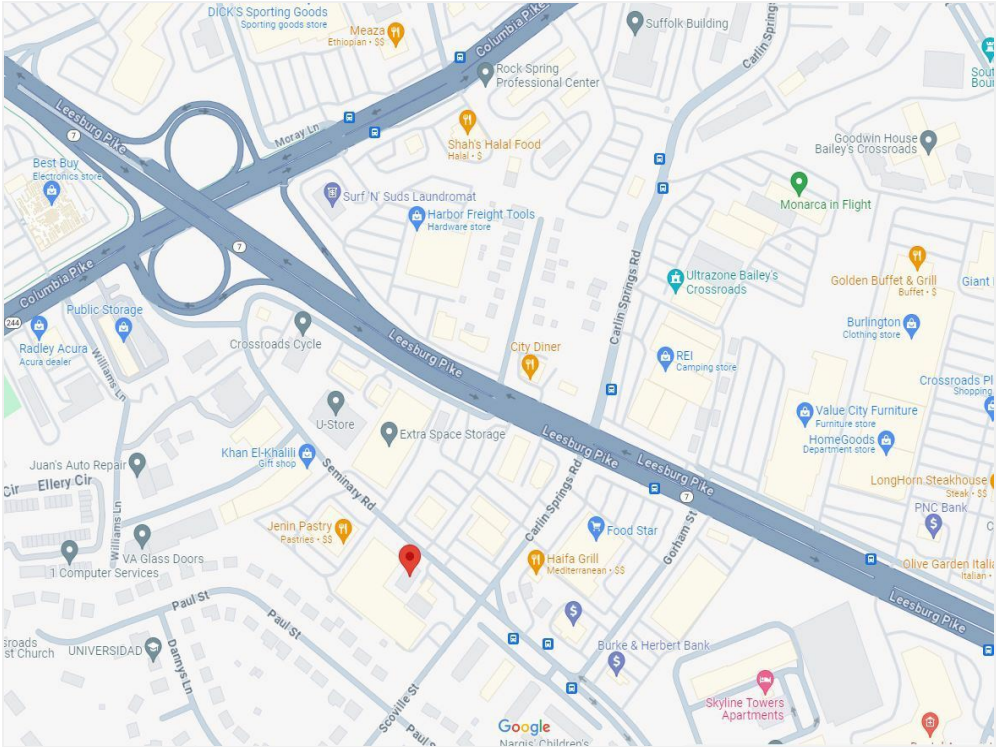 DICK'S Sporting Goods
Sporting goods store
Meaza
Ethiopian • $$
Columbia Pike
Suffolk Building
Carlin Springs
Rock Spring
Professional Center
Leesburg Pike
7
Moray Ln
Shah's Halal Food
Halal • $
Goodwin House
Bailey's Crossroads
Best Buy
Electronics store
Surf N' Suds Laundromat
Monarca in Flight
Harbor Freight Tools
Hardware store
7
Columbia Pike
Carlin Springs Rd
Ultrazone Bailey's
Crossroads
Golden Buffet & Grill
Buffet • $
Giant
244
Public Storage
Radley Acura
Acura dealer
Williams Ln
Crossroads Cycle
Leesburg Pike
City Diner
REI
Camping store
Burlington
Clothing store
Crossroads Pl
Shopping
U-Store
Extra Space Storage
Value City Furniture
Furniture store
HomeGoods
Department store
Khan El-Khalili
Gift shop
Leesburg Pike
Leesburg Pike
7
Juan's Auto Repair
Cir
Ellery Cir
Seminary Rd
LongHorn Steakhouse
Steak • $$
PNC Bank
Williams Ln
Jenin Pastry
Pastries • $$
Carlin Springs Rd
Food Star
Gorham St
VA Glass Doors
1 Computer Services
Haifa Grill
Mediterranean • $$
Olive Garden Itali
Italian •
Leesburg Pike
Paul St
Paul St
Dannys Ln
UNIVERSIDAD
st Church
Burke & Herbert Bank
Scoville St
Skyline Towers
Apartments
Paul S
Google
Nargis' Children's